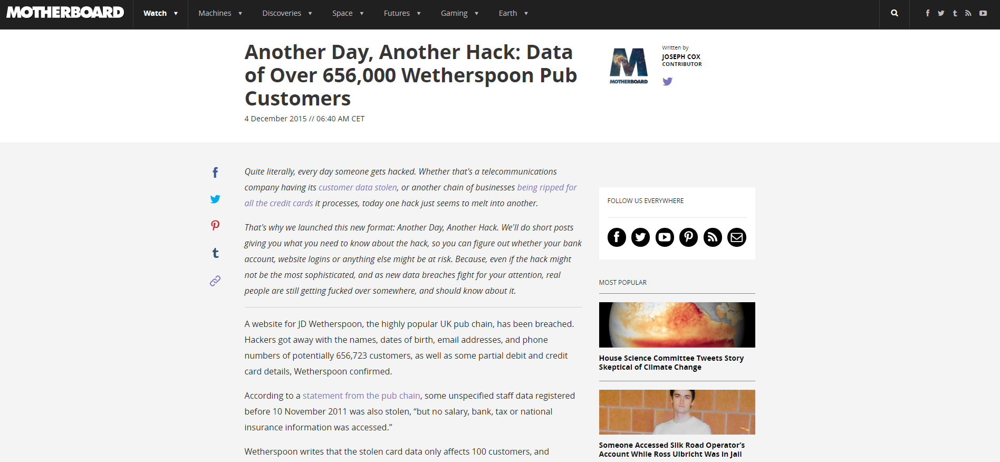 MOTHERBOARD
Watch
Machines
Discoveries
Space
Futures
Gaming
Earth
Another Day, Another Hack: Data
of Over 656,000 Wetherspoon Pub
Customers
4 December 2015 // 06:40 AM CET
MOTHERBOARD
Written by
JOSEPH COX
CONTRIBUTOR
Quite literally, every day someone gets hacked. Whether that's a telecommunications
company having its customer data stolen, or another chain of businesses being ripped for
all the credit cards it processes, today one hack just seems to melt into another.
That's why we launched this new format: Another Day, Another Hack. We'll do short posts
giving you what you need to know about the hack, so you can figure out whether your bank
account, website logins or anything else might be at risk. Because, even if the hack might
not be the most sophisticated, and as new data breaches fight for your attention, real
people are still getting fucked over somewhere, and should know about it.
A website for JD Wetherspoon, the highly popular UK pub chain, has been breached.
Hackers got away with the names, dates of birth, email addresses, and phone
numbers of potentially 656,723 customers, as well as some partial debit and credit
card details, Wetherspoon confirmed.
According to a statement from the pub chain, some unspecified staff data registered
before 10 November 2011 was also stolen, “but no salary, bank, tax or national
insurance information was accessed.”
Wetherspoon writes that the stolen card data only affects 100 customers, and
FOLLOW US EVERYWHERE
MOST POPULAR
House Science Committee Tweets Story
Skeptical of Climate Change
Someone Accessed Silk Road Operator’s
Account While Ross Ulbricht Was in Jail